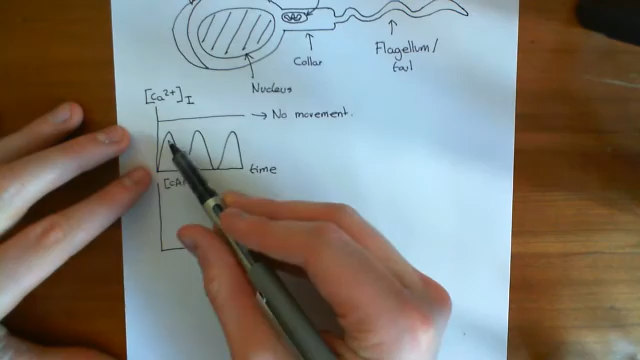 Collar
Flagellum/
tail
Nucleus
[Ca²⁺]I
→ No movement.
time